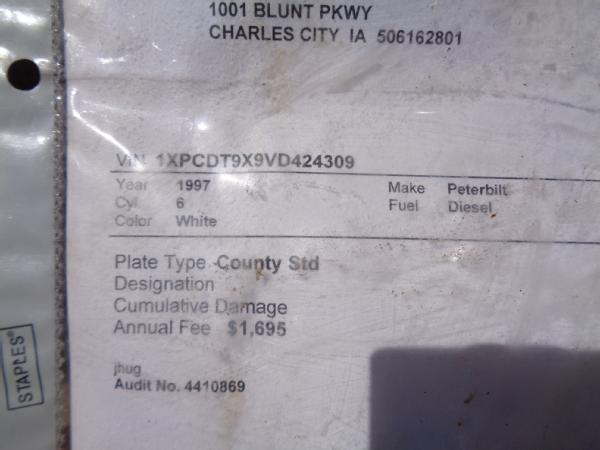 1001 BLUNT PKWY
CHARLES CITY IA 506162801
VIN 1XPCDT9X9VD424309
Year 1997 Make Peterbilt
Cyl 6 Fuel Diesel
Color White
Plate Type County Std
Designation
Cumulative Damage
Annual Fee $1,695
jhug
Audit No. 4410869
STAPLES